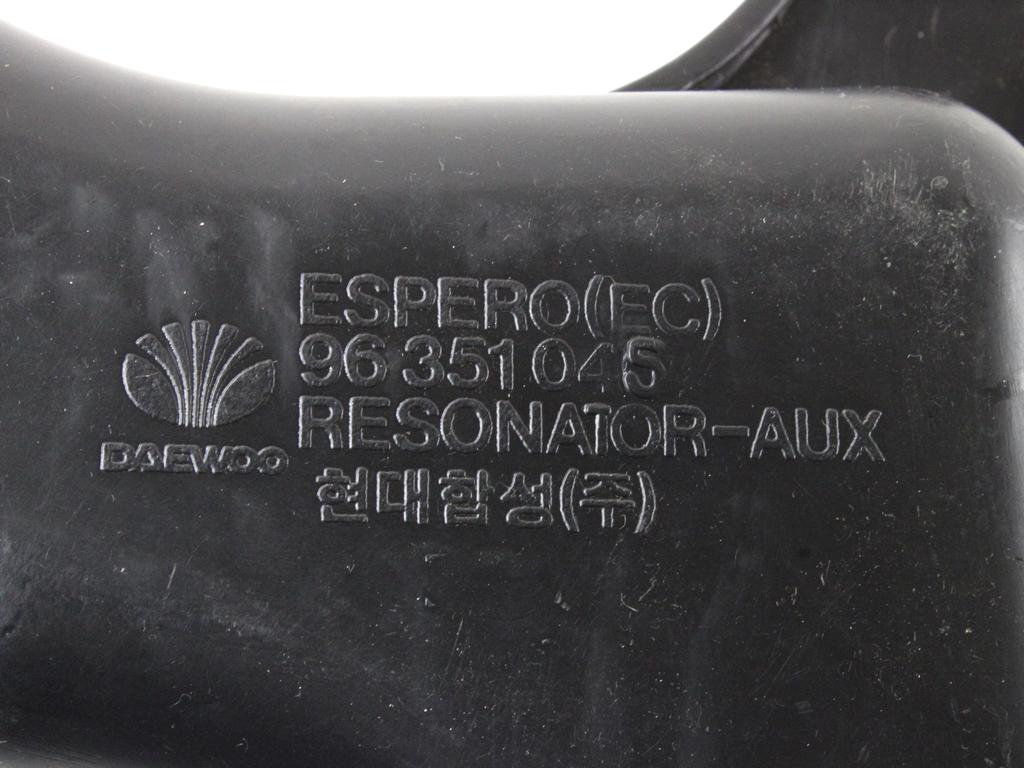 ESPERO(EC)
96 351 045
RESONATOR-AUX
현대합성(주)
DAEWOO